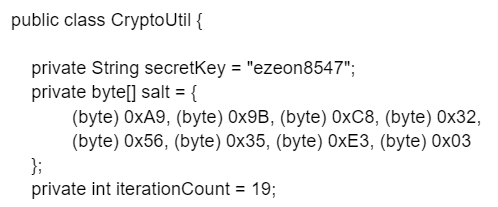 public class CryptoUtil {
private String secretKey = "ezeon8547";
private byte[] salt = {
(byte) 0xA9, (byte) 0x9B, (byte) 0xC8, (byte) 0x32,
(byte) 0x56, (byte) 0x35, (byte) 0xE3, (byte) 0x03
};
private int iterationCount = 19;